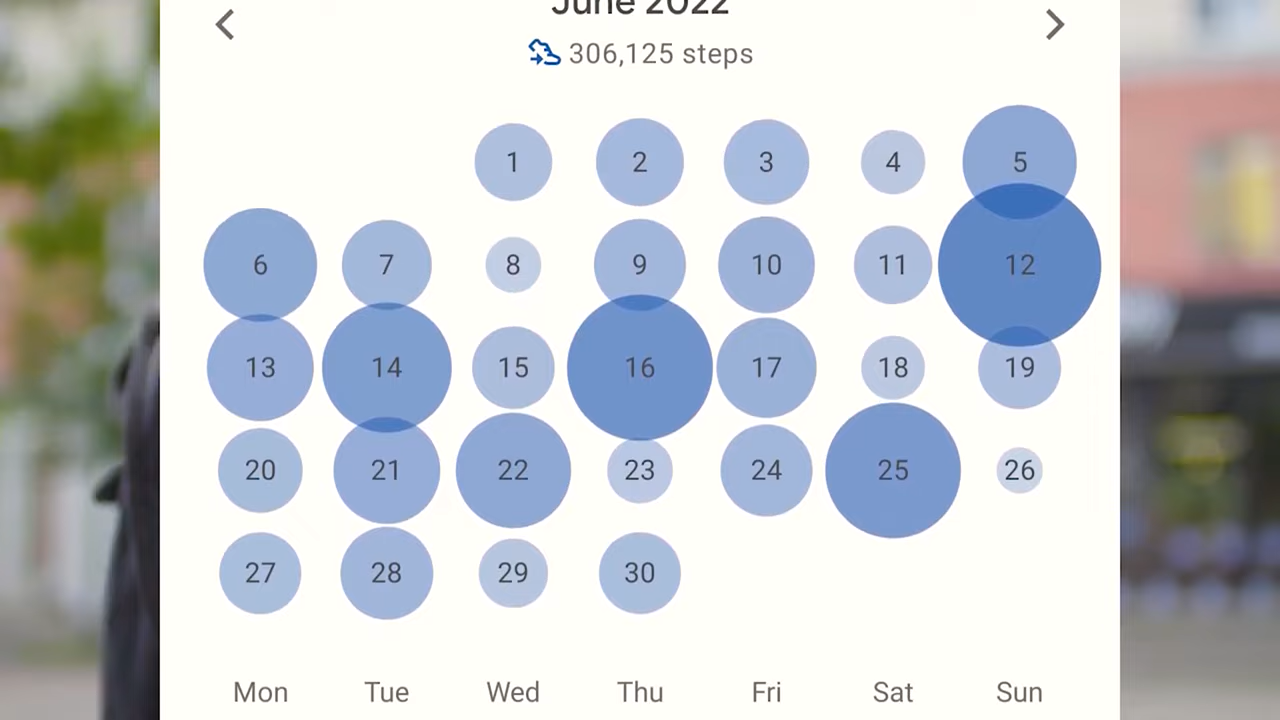 June 2022
306,125 steps
1 2 3 4 5
6 7 8 9 10 11 12
13 14 15 16 17 18 19
20 21 22 23 24 25 26
27 28 29 30
Mon Tue Wed Thu Fri Sat Sun